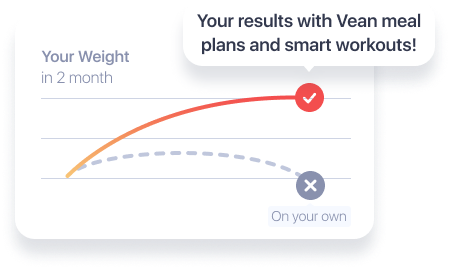 Your results with Vean meal
plans and smart workouts!
Your Weight
in 2 month
On your own